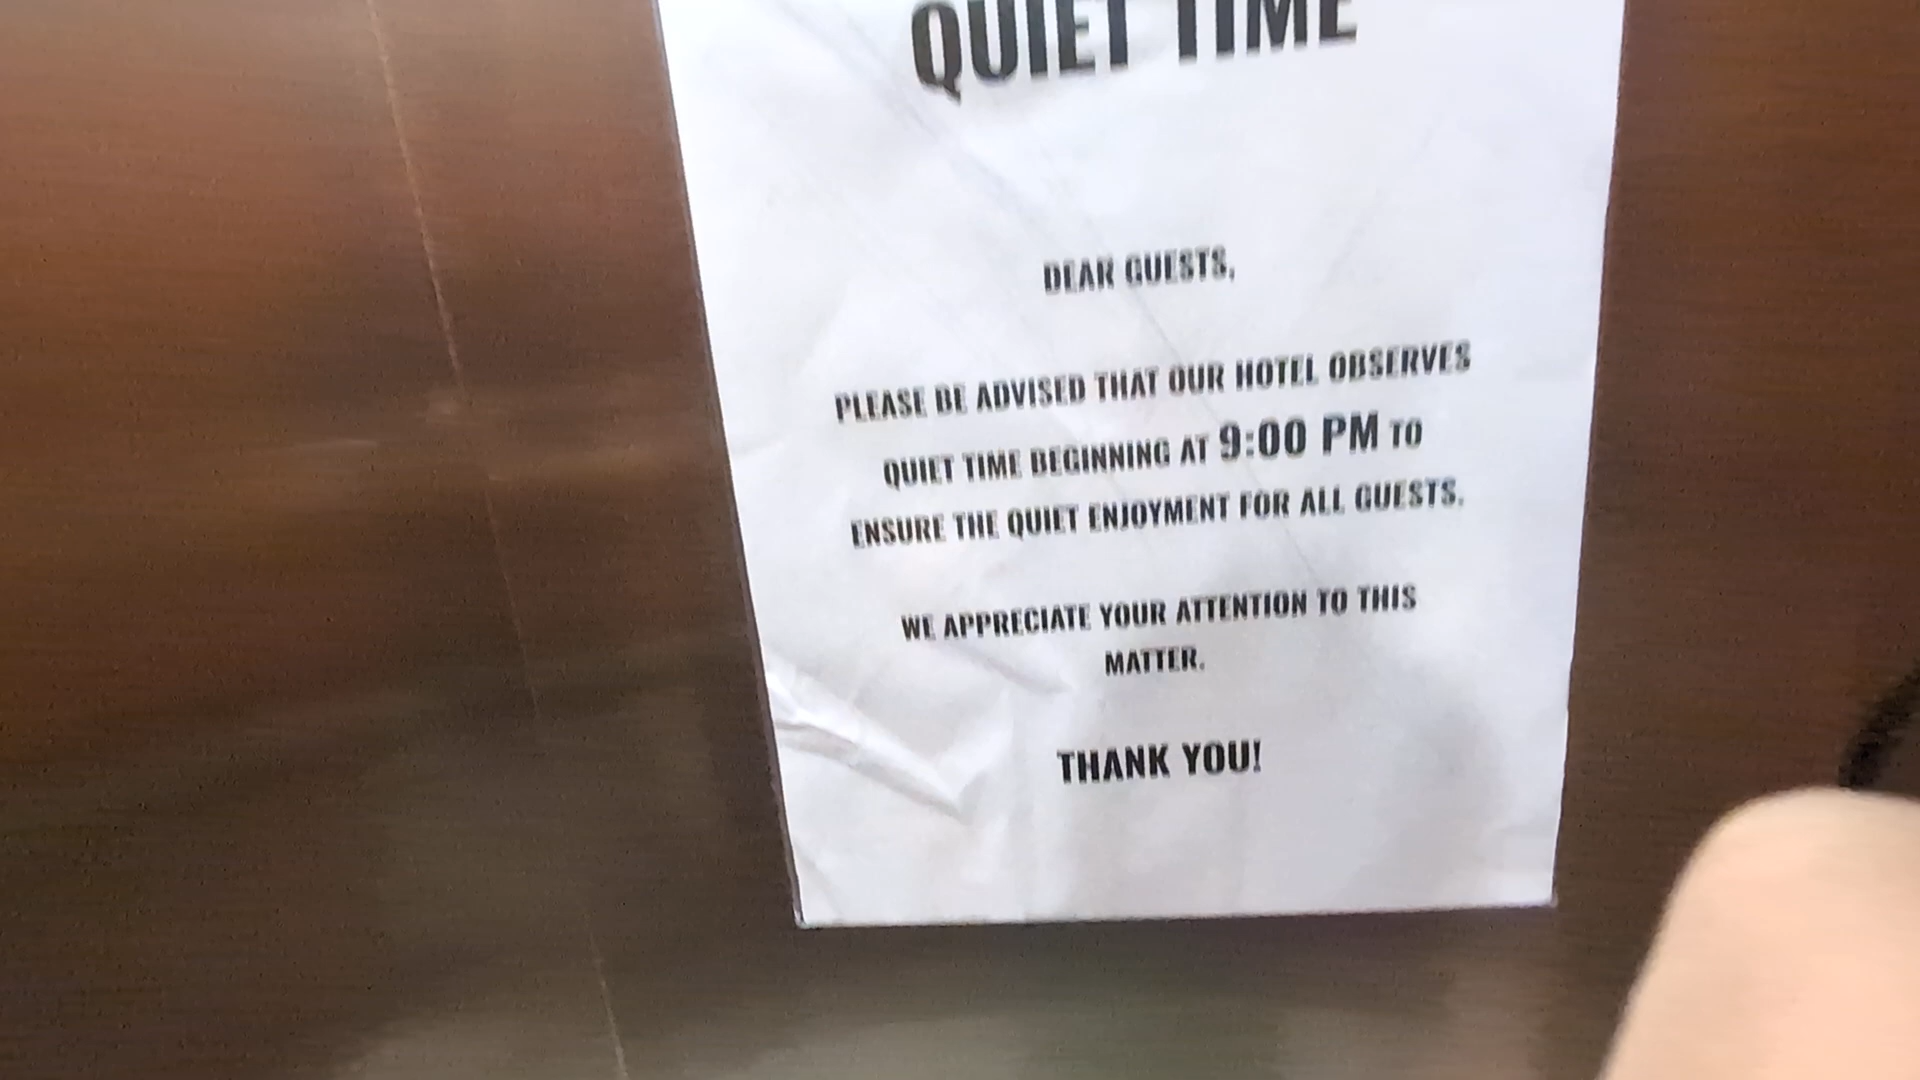 QUIET TIME
DEAR GUESTS,
PLEASE BE ADVISED THAT OUR HOTEL OBSERVES
QUIET TIME BEGINNING AT 9:00 PM TO
ENSURE THE QUIET ENJOYMENT FOR ALL GUESTS.
WE APPRECIATE YOUR ATTENTION TO THIS
MATTER.
THANK YOU!